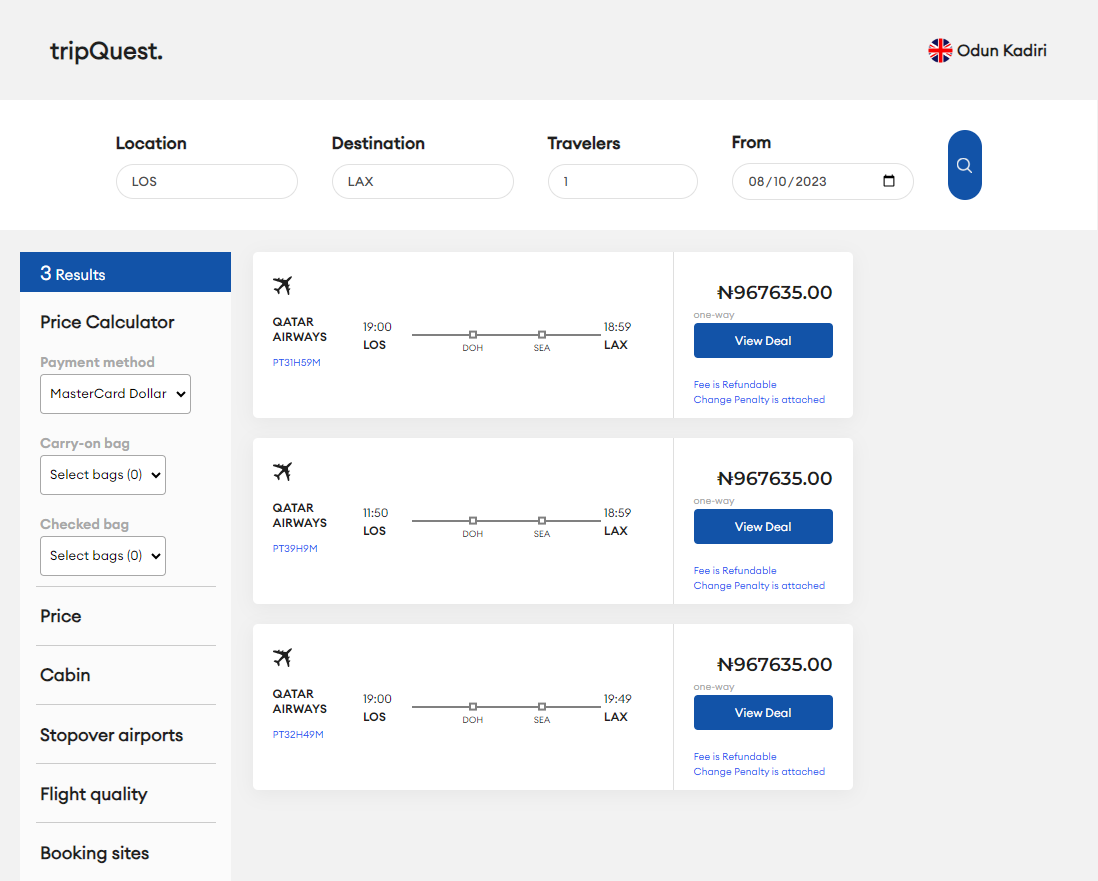 tripQuest.
Odun Kadiri
Location
Destination
Travelers
From
LOS
LAX
1
08/10/2023
3 Results
Price Calculator
Payment method
MasterCard Dollar
Carry-on bag
Select bags (0)
Checked bag
Select bags (0)
Price
Cabin
Stopover airports
Flight quality
Booking sites
QATAR
AIRWAYS
PT31H59M
19:00
LOS
DOH
SEA
18:59
LAX
₦967635.00
one-way
View Deal
Fee is Refundable
Change Penalty is attached
QATAR
AIRWAYS
PT39H9M
11:50
LOS
DOH
SEA
18:59
LAX
₦967635.00
one-way
View Deal
Fee is Refundable
Change Penalty is attached
QATAR
AIRWAYS
PT32H49M
19:00
LOS
DOH
SEA
19:49
LAX
₦967635.00
one-way
View Deal
Fee is Refundable
Change Penalty is attached